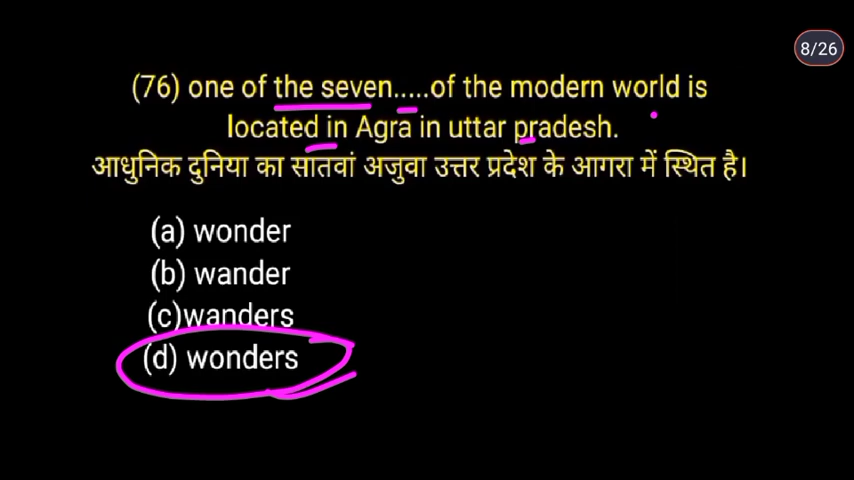 8/26
(76) one of the seven.....of the modern world is
located in Agra in uttar pradesh.
आधुनिक दुनिया का सातवां अजुवा उत्तर प्रदेश के आगरा में स्थित है।
(a) wonder
(b) wander
(c)wanders
(d) wonders